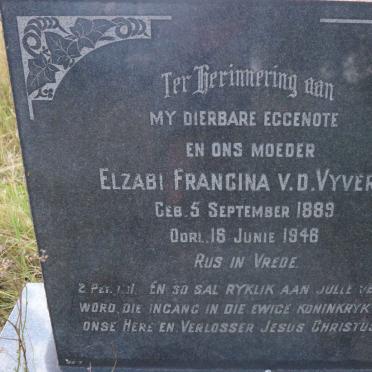 Ter Herinnering aan
MY DIERBARE EGGENOTE
EN ONS MOEDER
ELZABI FRANCINA V.D. VYVER
GEB. 5 SEPTEMBER 1889
OORL. 16 JUNIE 1946
RUS IN VREDE.
2 PET. 1.11. EN SO SAL RYKLIK AAN JULLE VE
WORD, DIE INGANG IN DIE EWIGE KONINKRYK
ONSE HERE EN VERLOSSER JESUS CHRISTUS